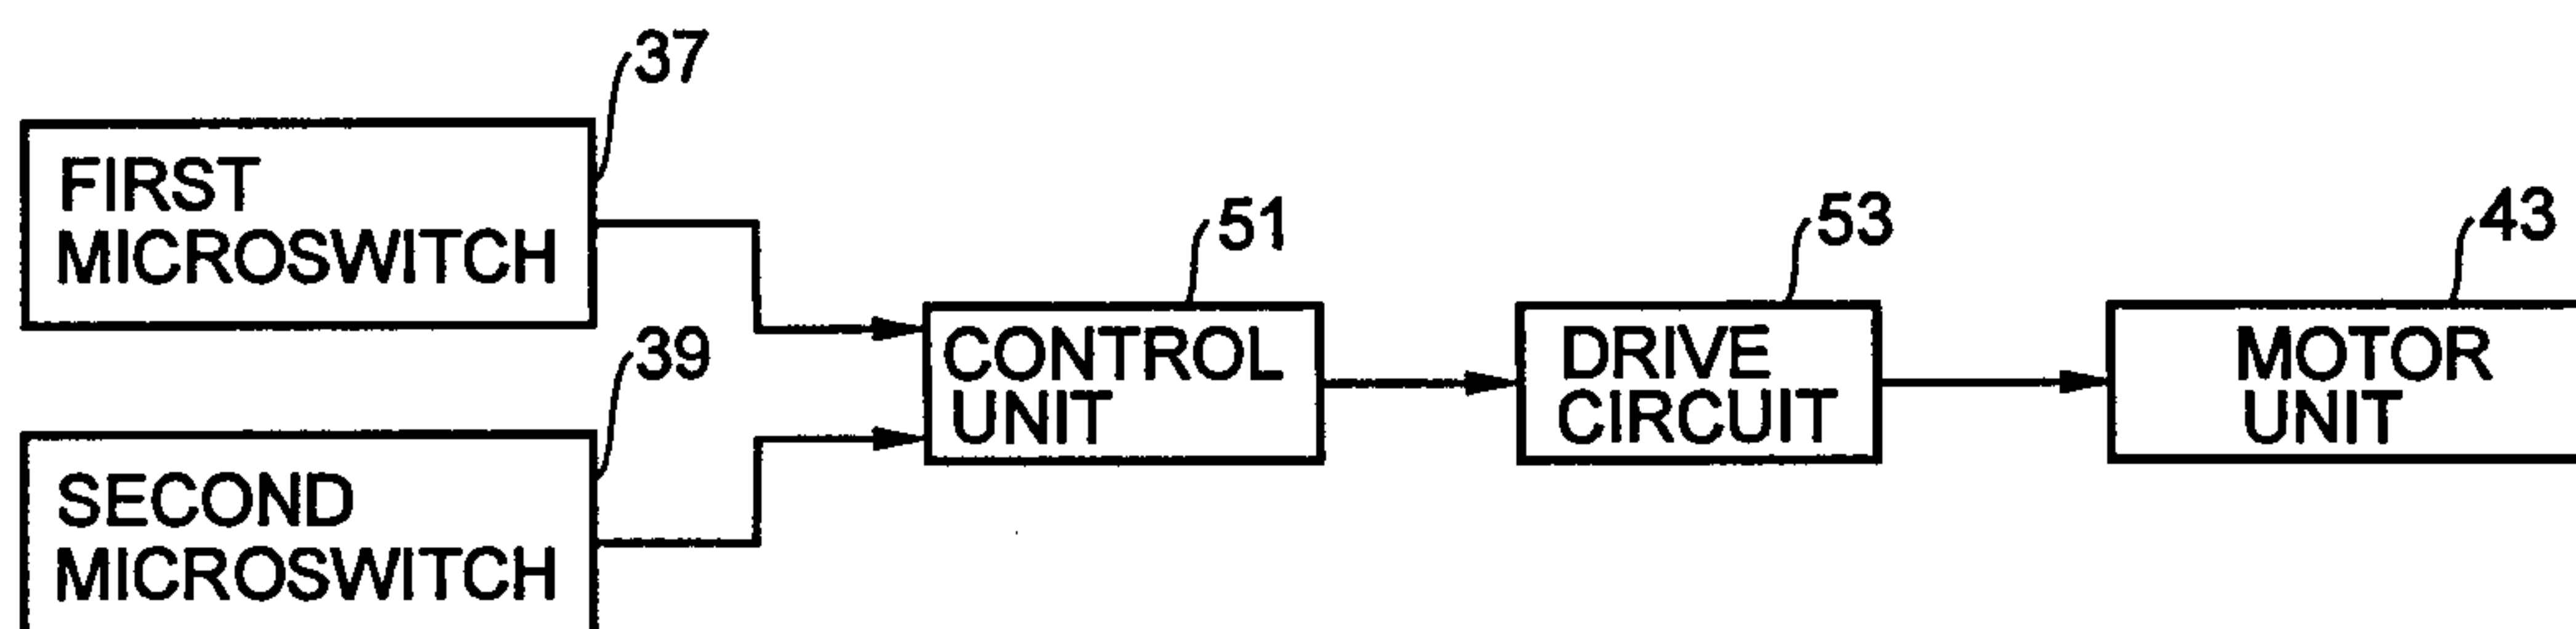 37
FIRST
MICROSWITCH
39
SECOND
MICROSWITCH
51
CONTROL
UNIT
53
DRIVE
CIRCUIT
43
MOTOR
UNIT